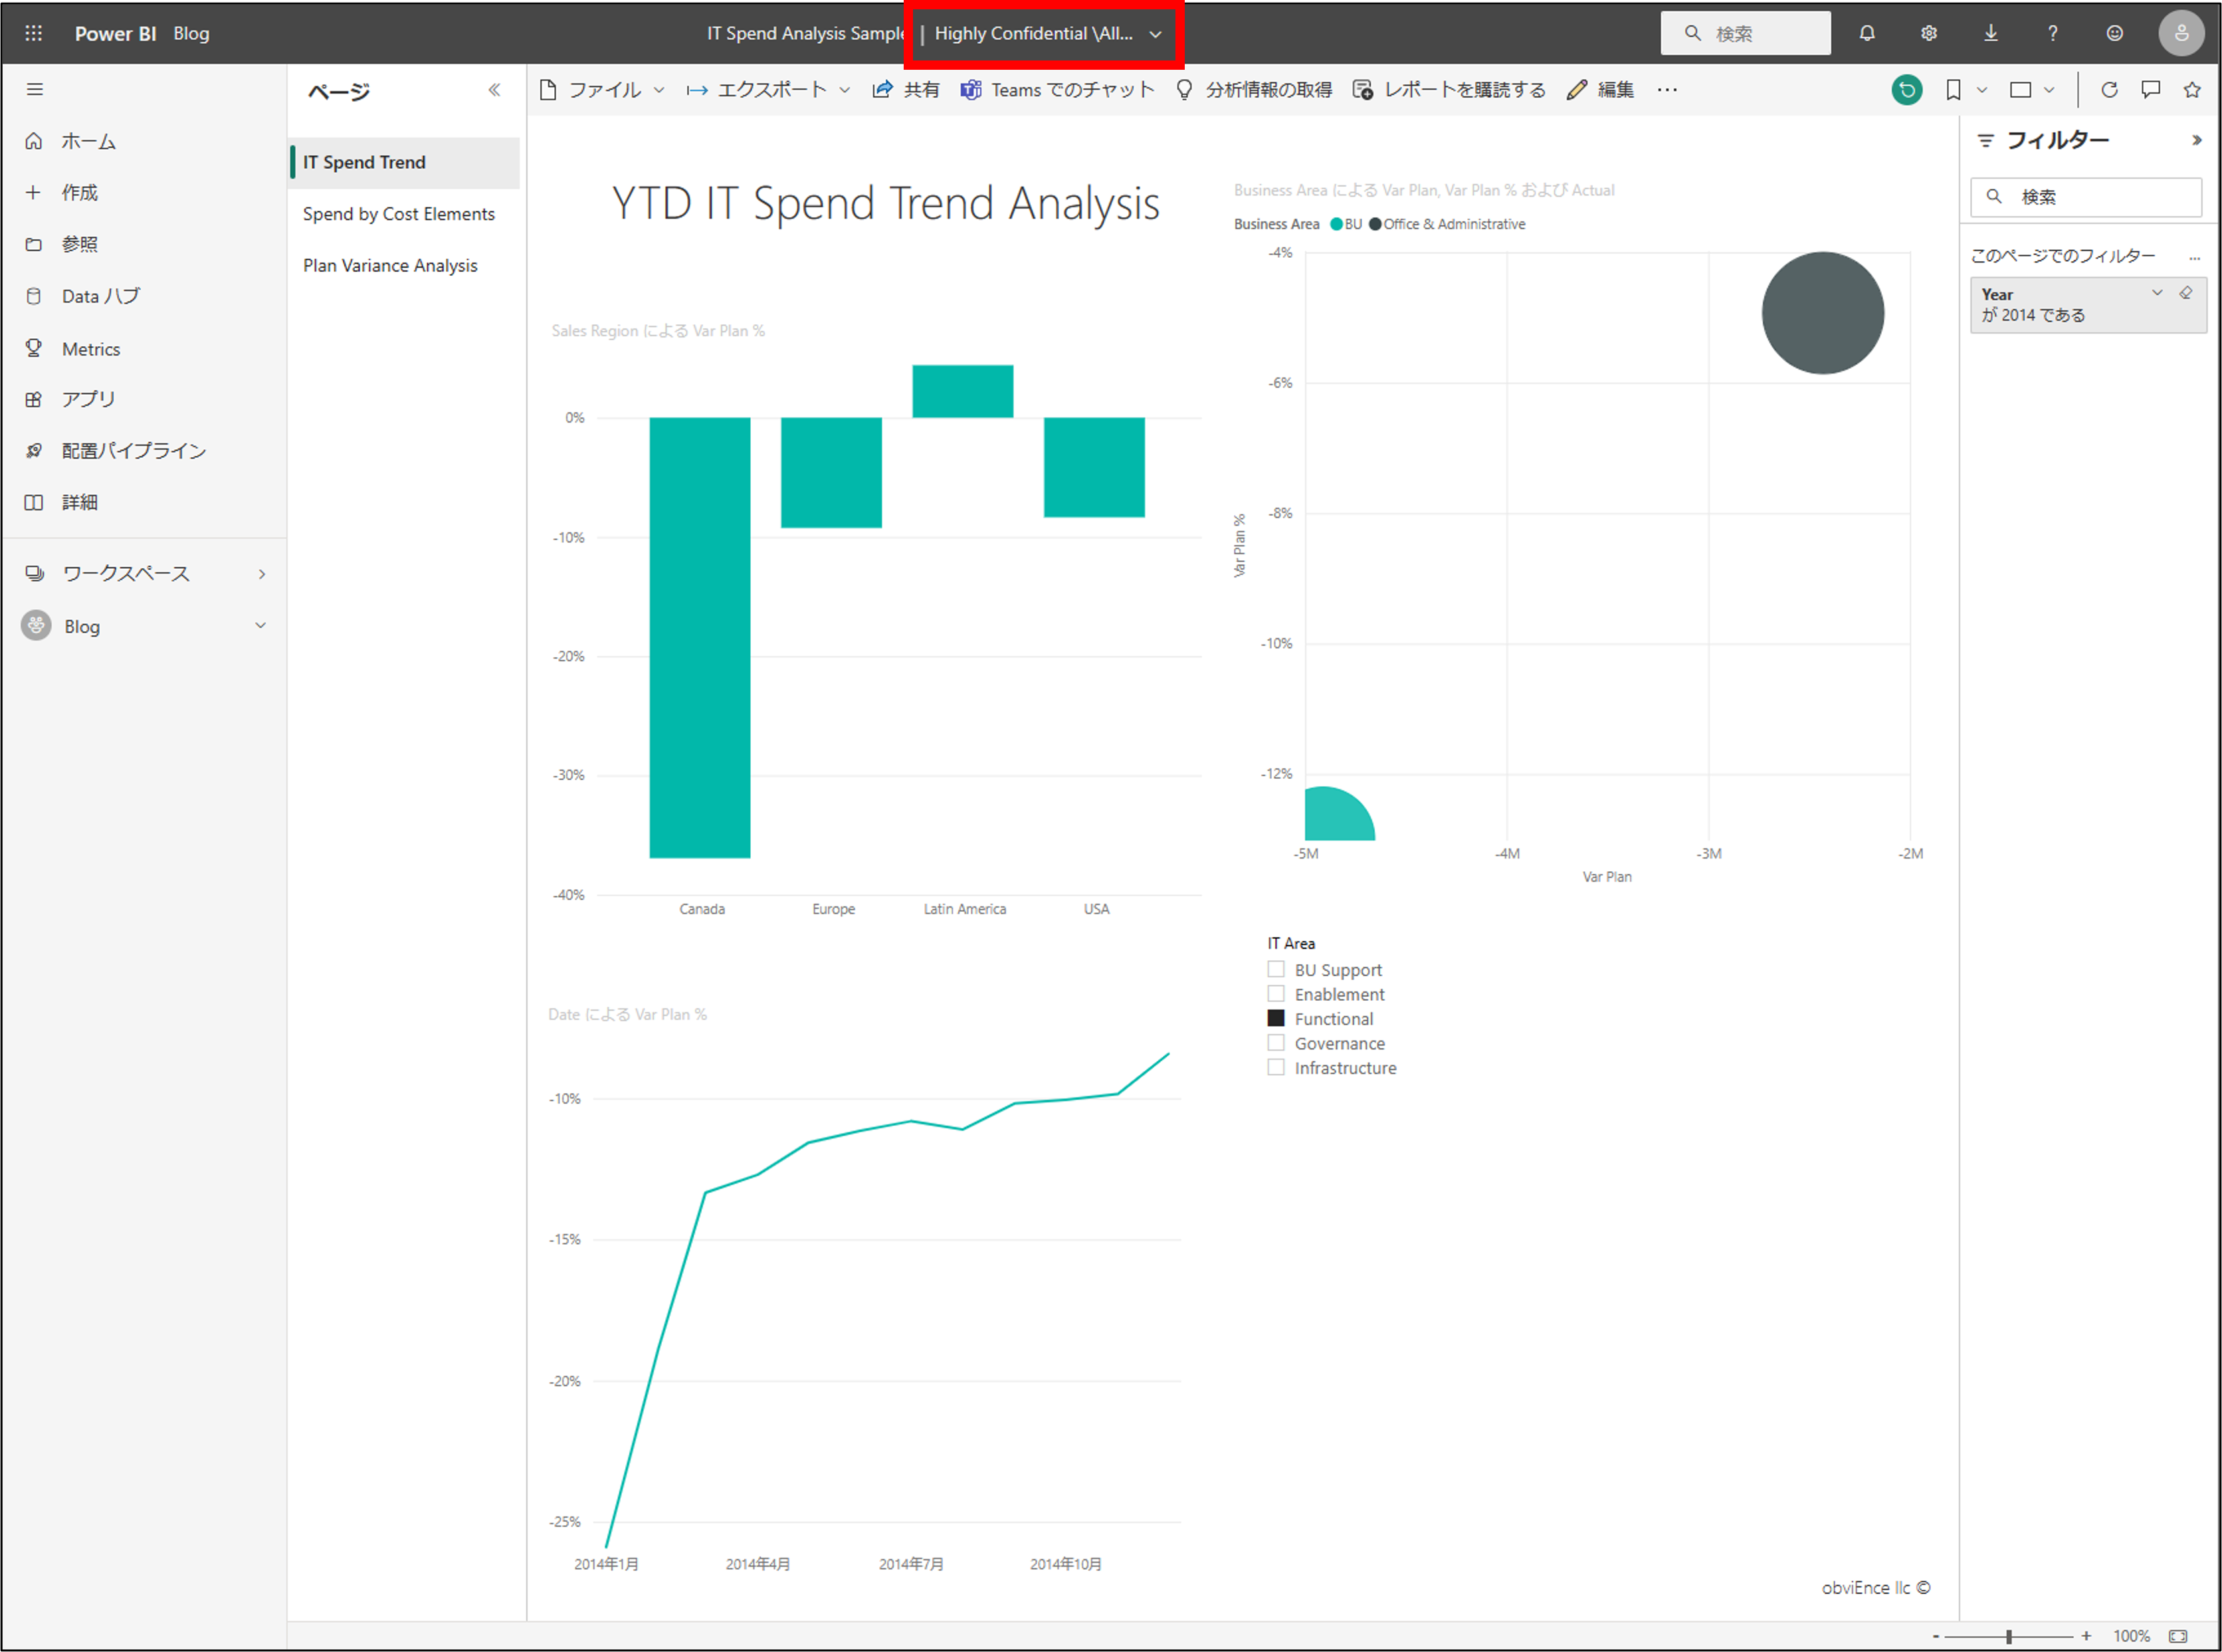 Power BI Blog
IT Spend Analysis Sample | Highly Confidential \All...
検索
?
ホーム
作成
参照
Data ハブ
Metrics
アプリ
配置パイプライン
詳細
ワークスペース
Blog
ページ
IT Spend Trend
Spend by Cost Elements
Plan Variance Analysis
ファイル エクスポート 共有 Teams でのチャット 分析情報の取得 レポートを購読する 編集 ...
YTD IT Spend Trend Analysis
Sales Region による Var Plan %
0%
-10%
-20%
-30%
-40%
Canada Europe Latin America USA
Date による Var Plan %
-10%
-15%
-20%
-25%
2014年1月 2014年4月 2014年7月 2014年10月
Business Area による Var Plan, Var Plan % および Actual
Business Area BU Office & Administrative
-4%
-6%
-8%
-10%
-12%
Var Plan %
-5M -4M -3M -2M
Var Plan
IT Area
BU Support
Enablement
Functional
Governance
Infrastructure
obviEnce llc ©
フィルター
検索
このページでのフィルター ...
Year
が 2014 である
- + 100%